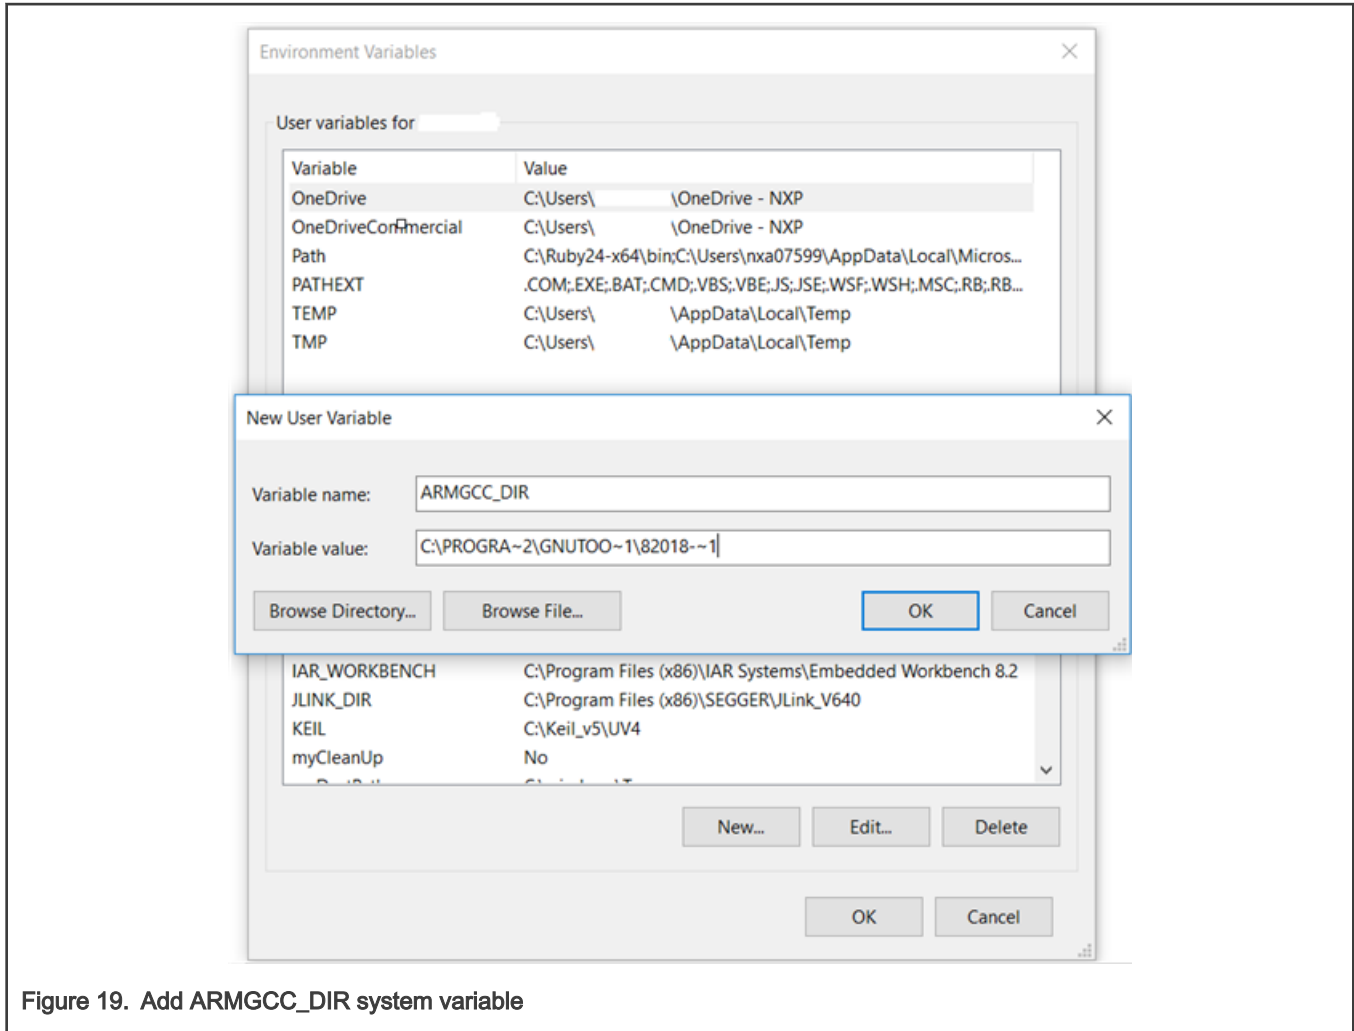 Environment Variables
User variables for
Variable Value
OneDrive C:\Users\ \OneDrive - NXP
OneDriveCommercial C:\Users\ \OneDrive - NXP
Path C:\Ruby24-x64\bin;C:\Users\nxa07599\AppData\Local\Micros...
PATHEXT .COM;.EXE;.BAT;.CMD;.VBS;.VBE;.JS;.JSE;.WSF;.WSH;.MSC;.RB;.RB...
TEMP C:\Users\ \AppData\Local\Temp
TMP C:\Users\ \AppData\Local\Temp
New User Variable
Variable name: ARMGCC_DIR
Variable value: C:\PROGRA~2\GNUTOO~1\82018-~1
Browse Directory... Browse File... OK Cancel
IAR_WORKBENCH C:\Program Files (x86)\IAR Systems\Embedded Workbench 8.2
JLINK_DIR C:\Program Files (x86)\SEGGER\JLink_V640
KEIL C:\Keil_v5\UV4
myCleanUp No
New... Edit... Delete
OK Cancel
Figure 19. Add ARMGCC_DIR system variable